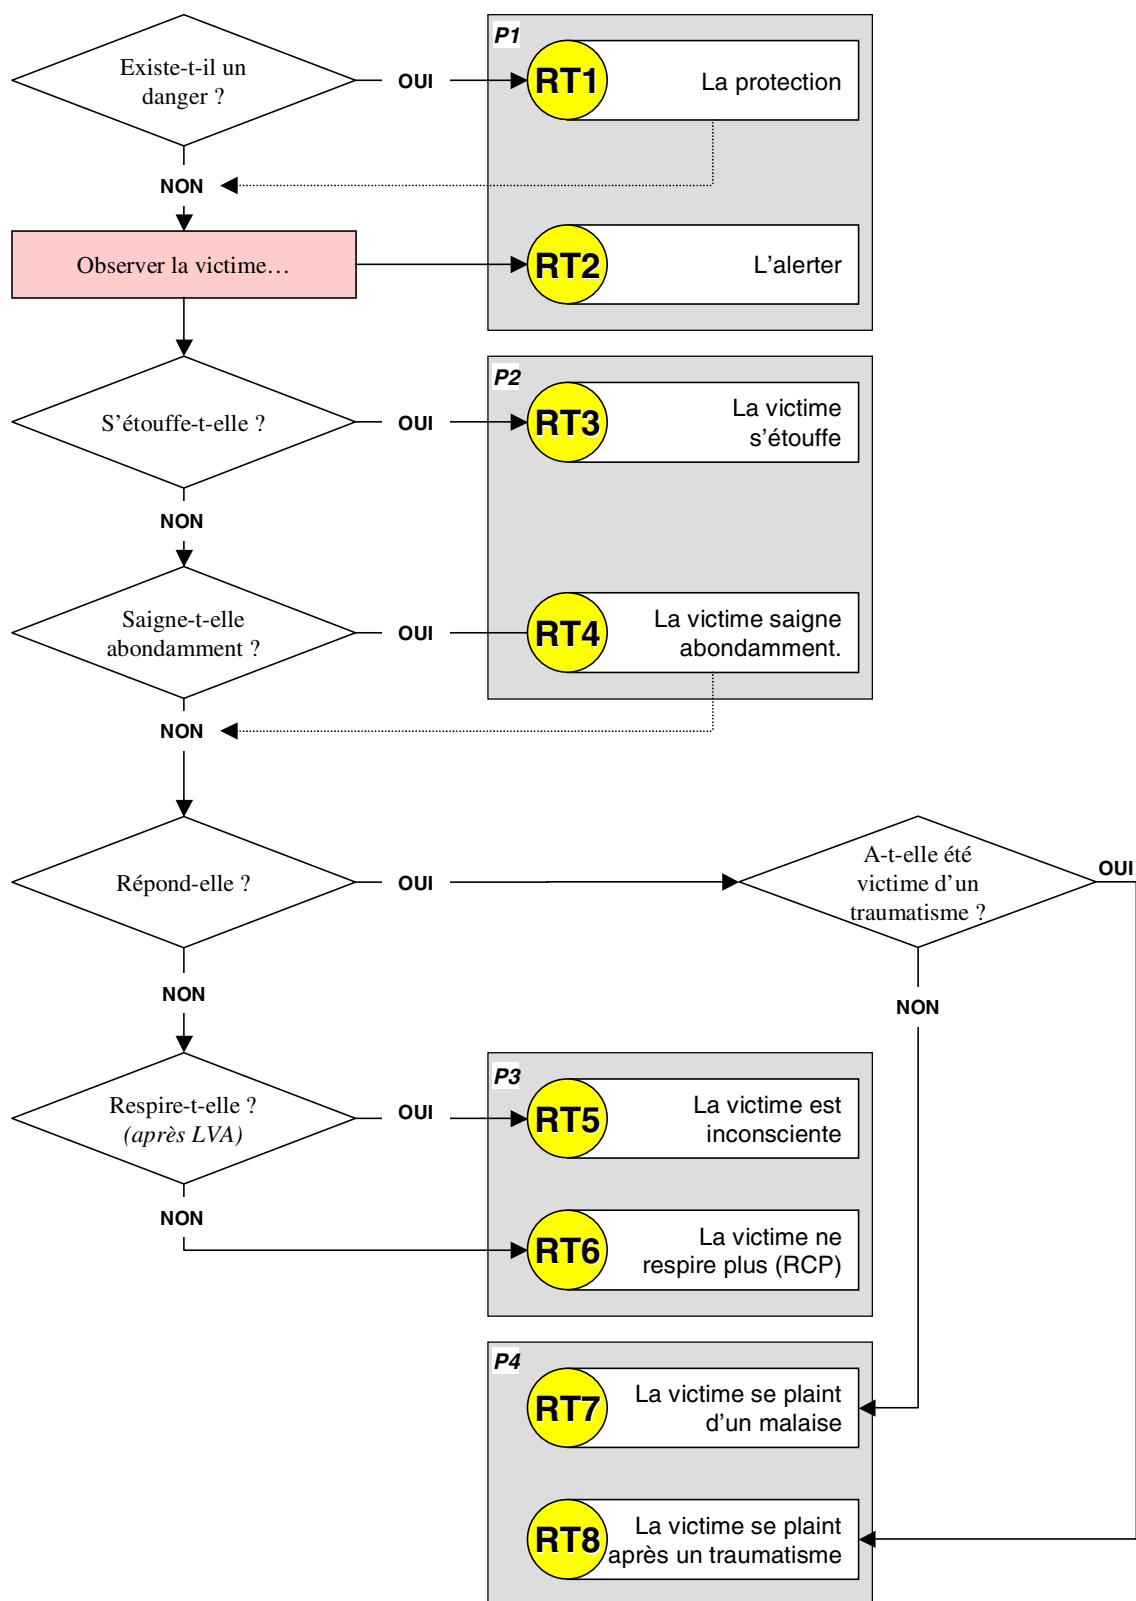 Existe-t-il un
danger ?
OUI
P1
RT1
La protection
NON
Observer la victime…
RT2
L'alerter
P2
S'étouffe-t-elle ?
OUI
RT3
La victime
s'étouffe
NON
Saigne-t-elle
abondamment ?
OUI
RT4
La victime saigne
abondamment.
NON
Répond-elle ?
OUI
A-t-elle été
victime d'un
traumatisme ?
OUI
NON
NON
P3
Respire-t-elle ?
(après LVA)
OUI
RT5
La victime est
inconsciente
NON
RT6
La victime ne
respire plus (RCP)
P4
RT7
La victime se plaint
d'un malaise
RT8
La victime se plaint
après un traumatisme